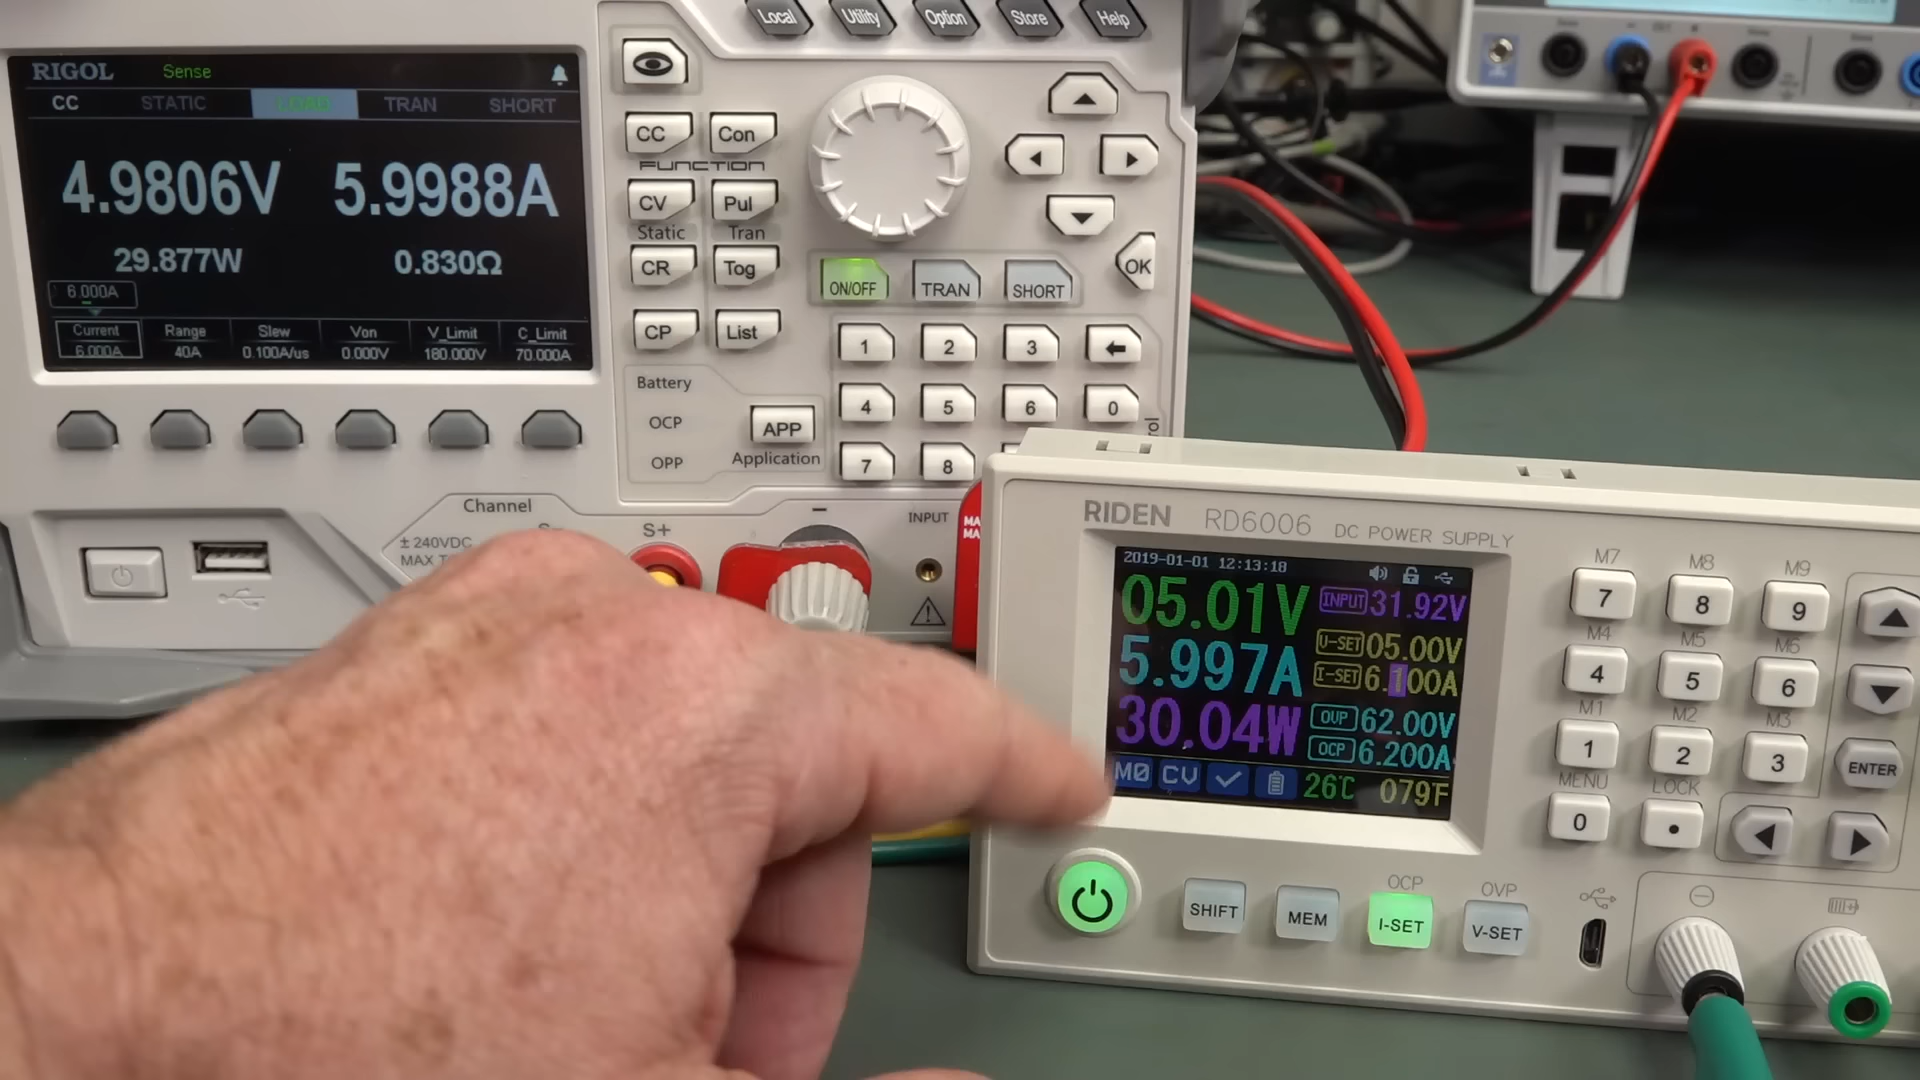 Local Utility Option Store Help
RIGOL Sense
CC STATIC LOAD TRAN SHORT
4.9806V 5.9988A
29.877W 0.830Ω
6.000A
Current Range Slew Von V_Limit C_Limit
6.000A 40A 0.100A/us 0.000V 180.000V 70.000A
CC Con
FUNCTION
CV Pul
Static Tran
CR Tog
CP List
Battery
OCP
OPP
APP
Application
ON/OFF TRAN SHORT
OK
1 2 3
4 5 6 0
7 8
Channel
± 240VDC
MAX
S+
−
INPUT
MA
MA
RIDEN RD6006 DC POWER SUPPLY
2019-01-01 12:13:18
05.01V INPUT 31.92V
U-SET 05.00V
5.997A I-SET 6.100A
30.04W OVP 62.00V
OCP 6.200A
M0 CV 26℃ 079F
M7 M8 M9
7 8 9
M4 M5 M6
4 5 6
M1 M2 M3
1 2 3 ENTER
MENU LOCK
0 •
OCP OVP
SHIFT MEM I-SET V-SET